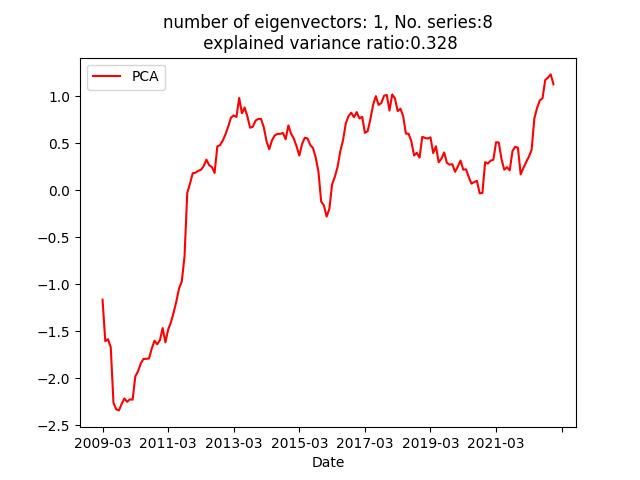 number of eigenvectors: 1, No. series:8
explained variance ratio:0.328
PCA
1.0
0.5
0.0
−0.5
−1.0
−1.5
−2.0
−2.5
2009-03 2011-03 2013-03 2015-03 2017-03 2019-03 2021-03
Date